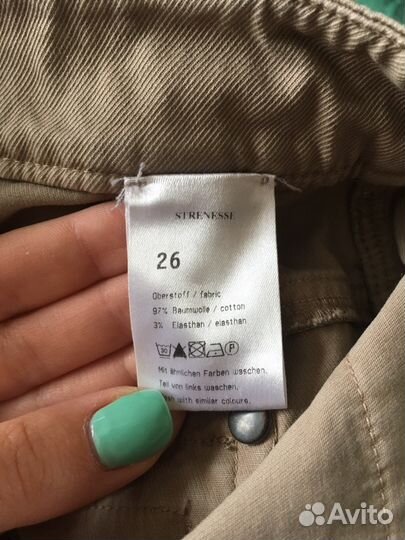 STRENESSE
26
Oberstoff / fabric
97% Baumwolle / cotton
3% Elasthan / elasthan
30 P
Mit ähnlichen Farben waschen.
Teil von links waschen.
with similar colours.
Avito